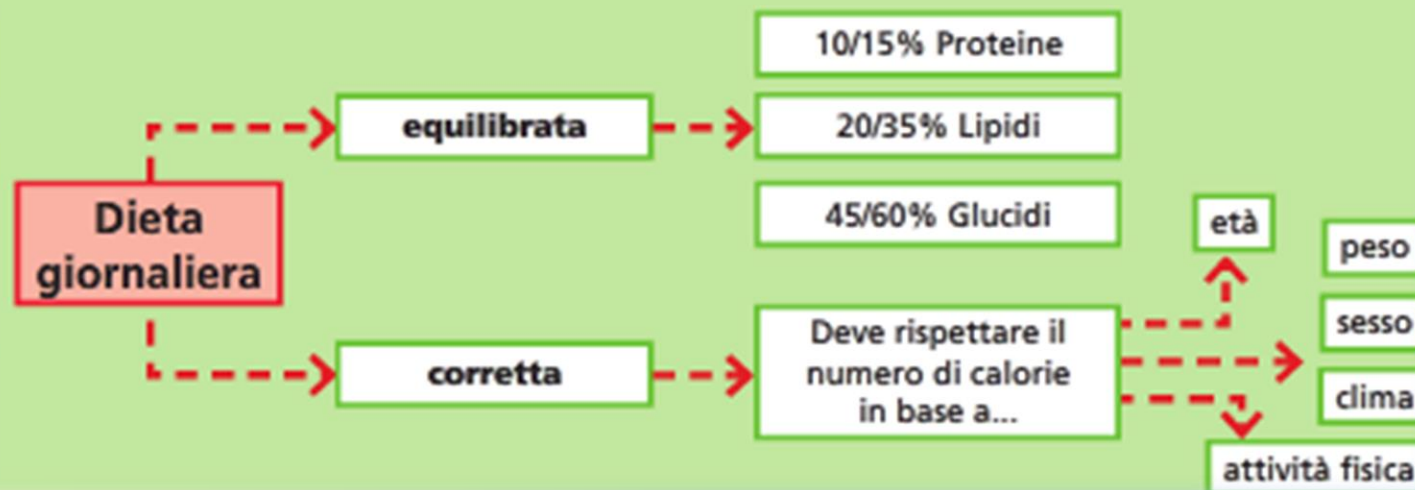 Dieta
giornaliera
equilibrata
10/15% Proteine
20/35% Lipidi
45/60% Glucidi
corretta
Deve rispettare il
numero di calorie
in base a...
età
peso
sesso
clima
attività fisica